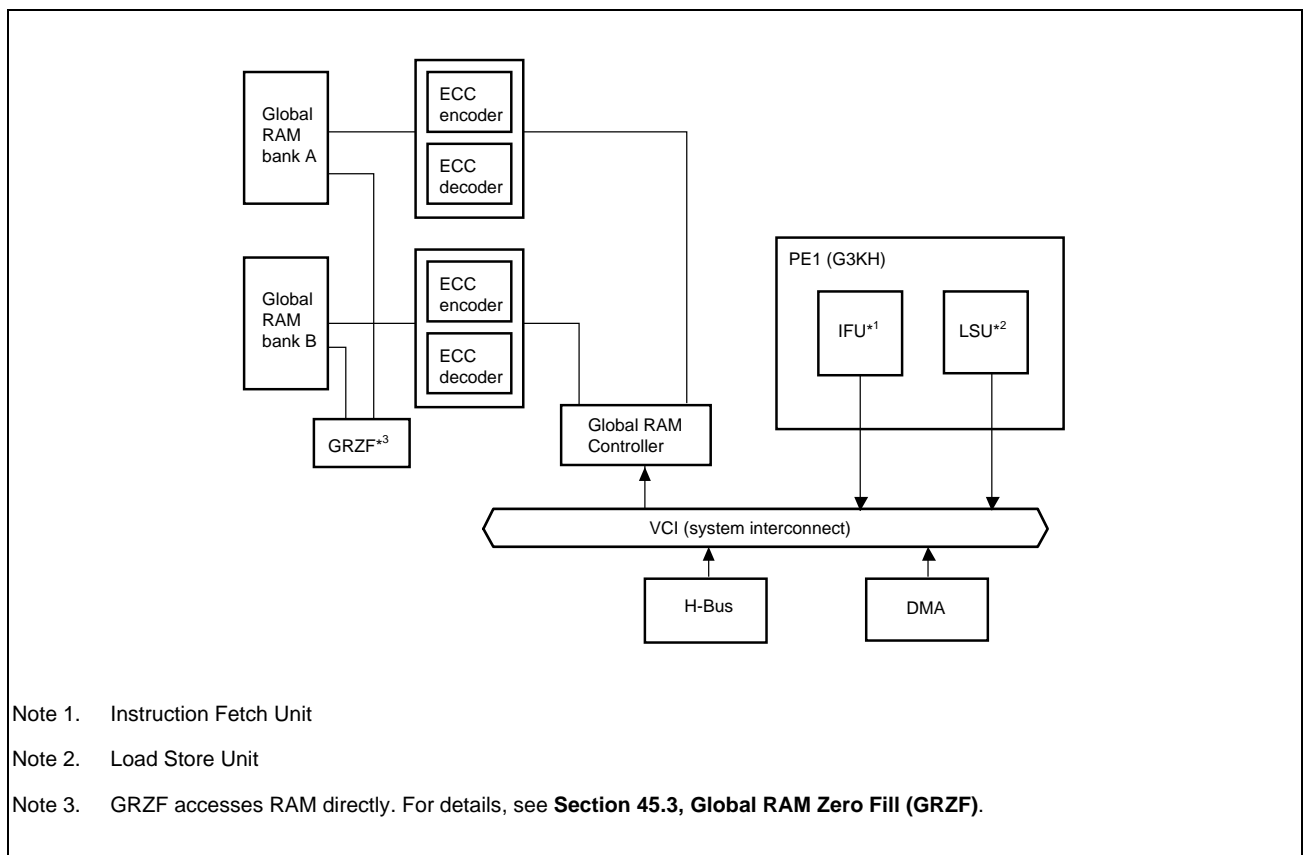 Global
RAM
bank A
ECC
encoder
ECC
decoder
Global
RAM
bank B
ECC
encoder
ECC
decoder
GRZF*3
Global RAM
Controller
PE1 (G3KH)
IFU*1
LSU*2
VCI (system interconnect)
H-Bus
DMA
Note 1. Instruction Fetch Unit
Note 2. Load Store Unit
Note 3. GRZF accesses RAM directly. For details, see Section 45.3, Global RAM Zero Fill (GRZF).